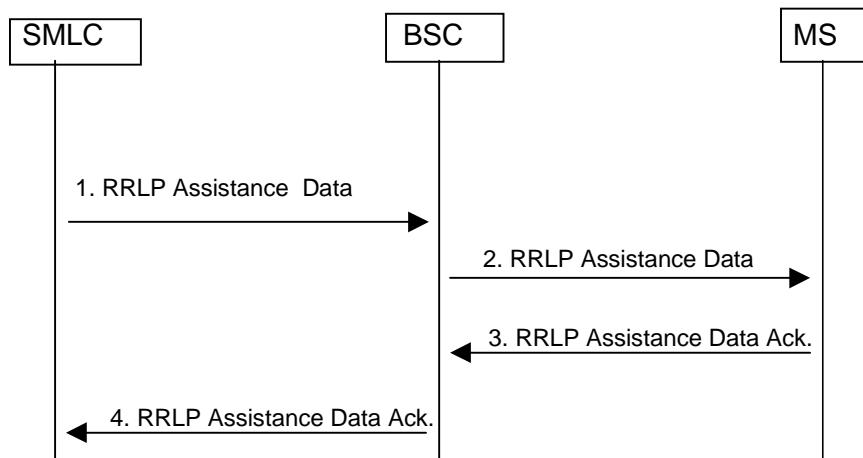 SMLC
BSC
MS
1. RRLP Assistance Data
2. RRLP Assistance Data
3. RRLP Assistance Data Ack.
4. RRLP Assistance Data Ack.